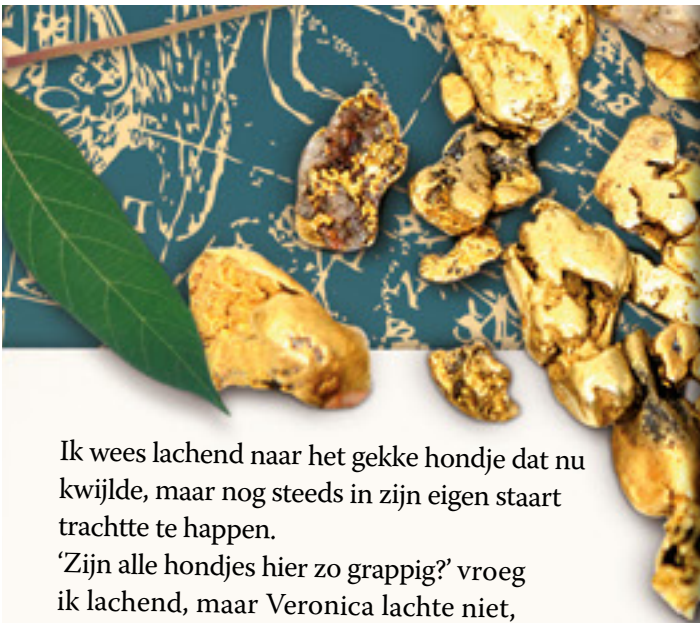 Ik wees lachend naar het gekke hondje dat nu
kwijlde, maar nog steeds in zijn eigen staart
trachtte te happen.
‘Zijn alle hondjes hier zo grappig?’ vroeg
ik lachend, maar Veronica lachte niet,